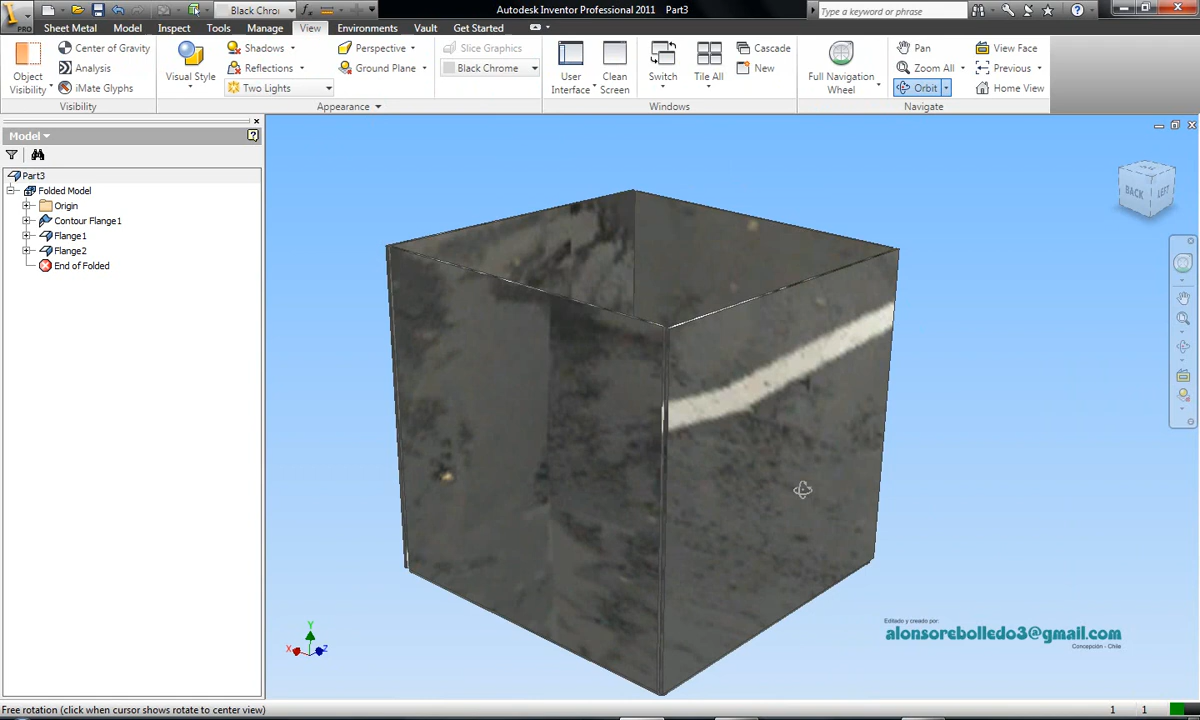 PRO
Black Chro
Autodesk Inventor Professional 2011 Part3
Type a keyword or phrase
Sheet Metal Model Inspect Tools Manage View Environments Vault Get Started
Object Visibility
Center of Gravity
Analysis
iMate Glyphs
Visibility
Visual Style
Shadows
Reflections
Two Lights
Perspective
Ground Plane
Appearance
Slice Graphics
Black Chrome
User Interface
Clean Screen
Switch
Tile All
Cascade
New
Windows
Full Navigation Wheel
Pan
Zoom All
Orbit
View Face
Previous
Home View
Navigate
Model
Part3
Folded Model
Origin
Contour Flange1
Flange1
Flange2
End of Folded
BACK LEFT
Y
X
Z
Editado y creado por:
alonsorebolledo3@gmail.com
Concepción - Chile
Free rotation (click when cursor shows rotate to center view)
1 1